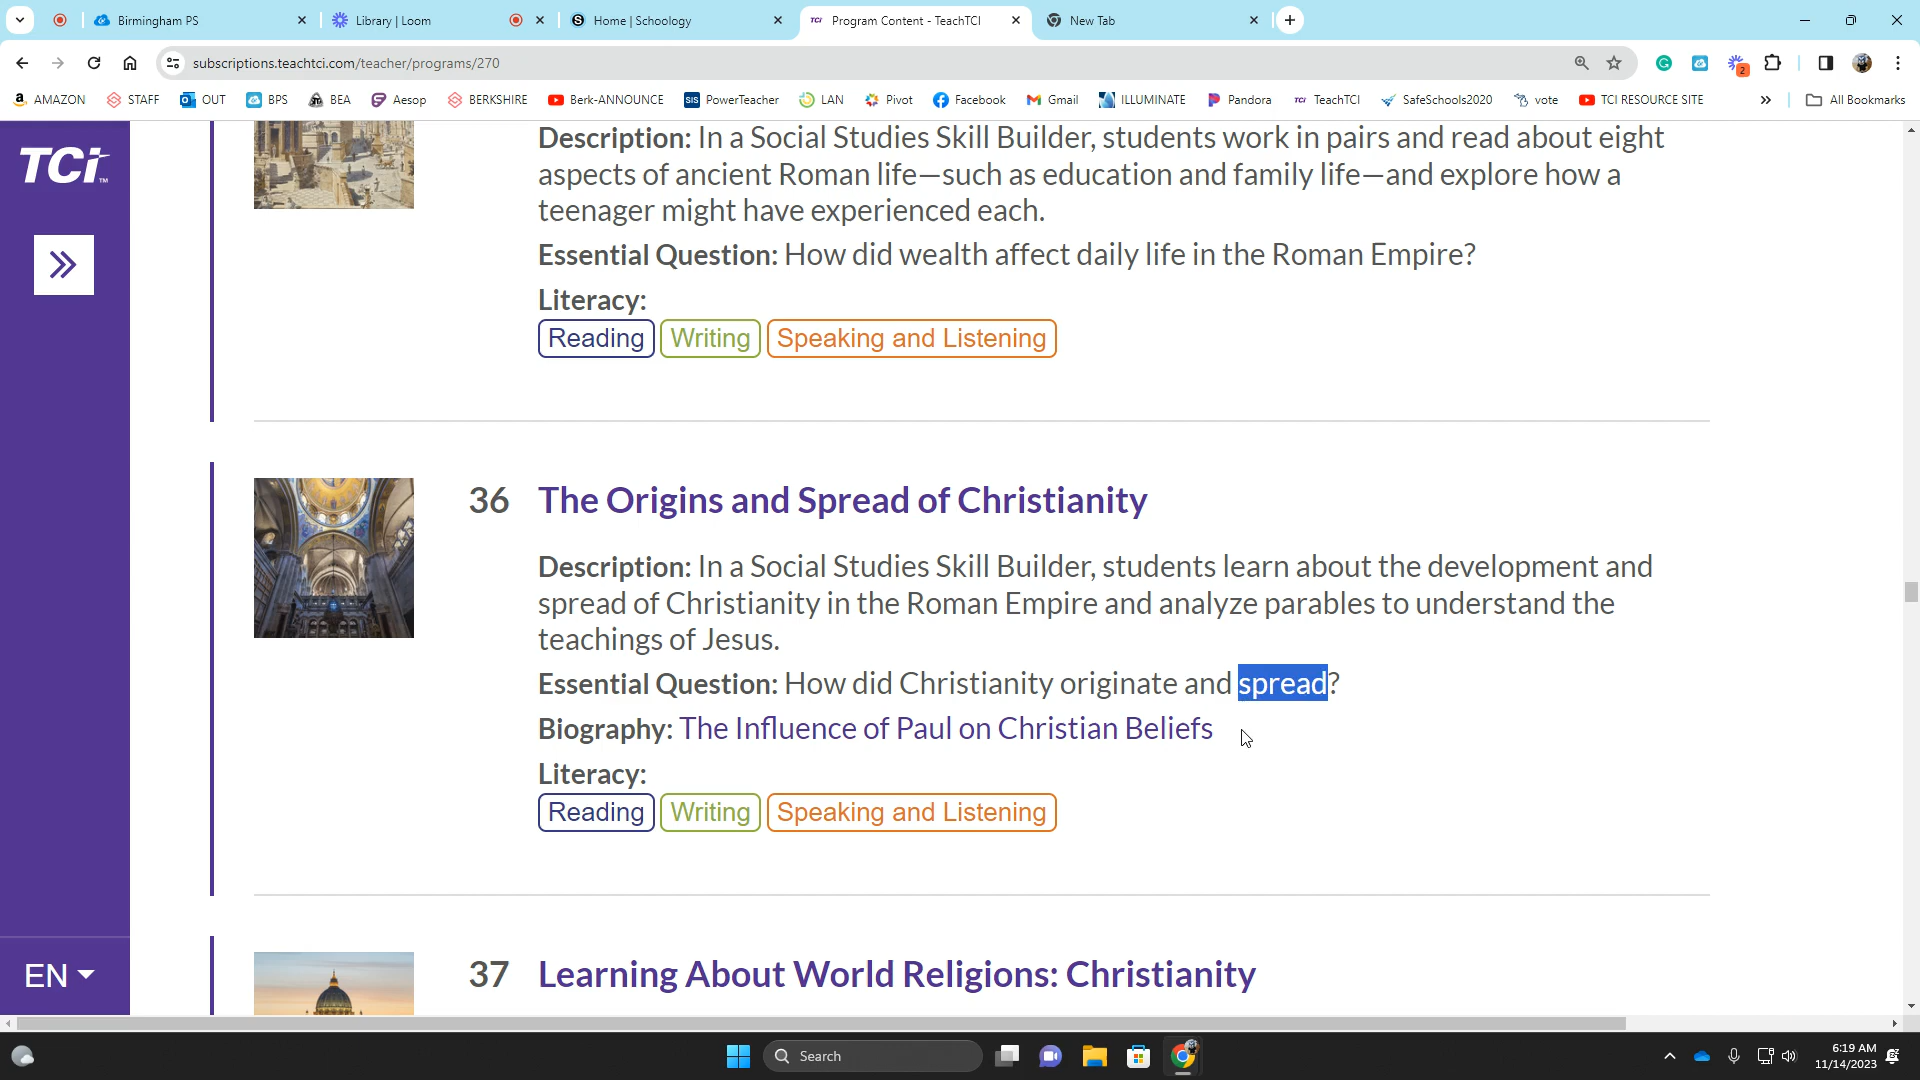 Birmingham PS
Library | Loom
Home | Schoology
TCi Program Content - TeachTCI
New Tab
subscriptions.teachtci.com/teacher/programs/270
2
AMAZON STAFF OUT BPS BEA Aesop BERKSHIRE Berk-ANNOUNCE SIS PowerTeacher LAN Pivot Facebook Gmail ILLUMINATE Pandora TCi TeachTCI SafeSchools2020 vote TCI RESOURCE SITE » All Bookmarks
TCi™
Description: In a Social Studies Skill Builder, students work in pairs and read about eight
aspects of ancient Roman life—such as education and family life—and explore how a
teenager might have experienced each.
Essential Question: How did wealth affect daily life in the Roman Empire?
Literacy:
Reading Writing Speaking and Listening
36 The Origins and Spread of Christianity
Description: In a Social Studies Skill Builder, students learn about the development and
spread of Christianity in the Roman Empire and analyze parables to understand the
teachings of Jesus.
Essential Question: How did Christianity originate and spread?
Biography: The Influence of Paul on Christian Beliefs
Literacy:
Reading Writing Speaking and Listening
37 Learning About World Religions: Christianity
EN
Search
6:19 AM
11/14/2023